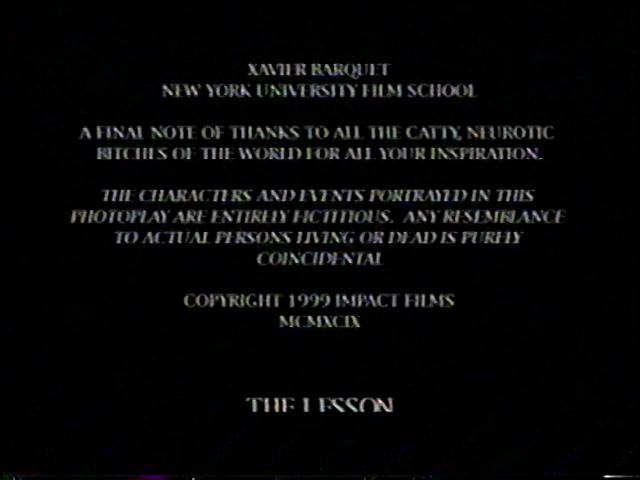 XAVIER BARQUET
NEW YORK UNIVERSITY FILM SCHOOL
A FINAL NOTE OF THANKS TO ALL THE CATTY, NEUROTIC
BITCHES OF THE WORLD FOR ALL YOUR INSPIRATION.
THE CHARACTERS AND EVENTS PORTRAYED IN THIS
PHOTOPLAY ARE ENTIRELY FICTITIOUS. ANY RESEMBLANCE
TO ACTUAL PERSONS LIVING OR DEAD IS PURELY
COINCIDENTAL
COPYRIGHT 1999 IMPACT FILMS
MCMXCIX
THE LESSON